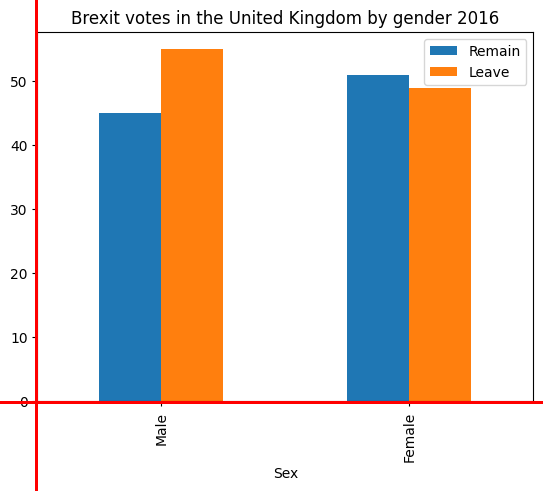 Brexit votes in the United Kingdom by gender 2016
Remain
Leave
50
40
30
20
10
0
Male
Female
Sex